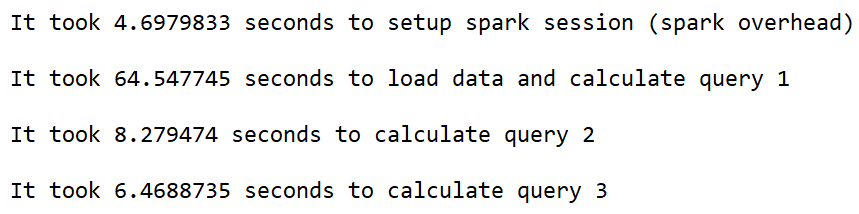 It took 4.6979833 seconds to setup spark session (spark overhead)
It took 64.547745 seconds to load data and calculate query 1
It took 8.279474 seconds to calculate query 2
It took 6.4688735 seconds to calculate query 3